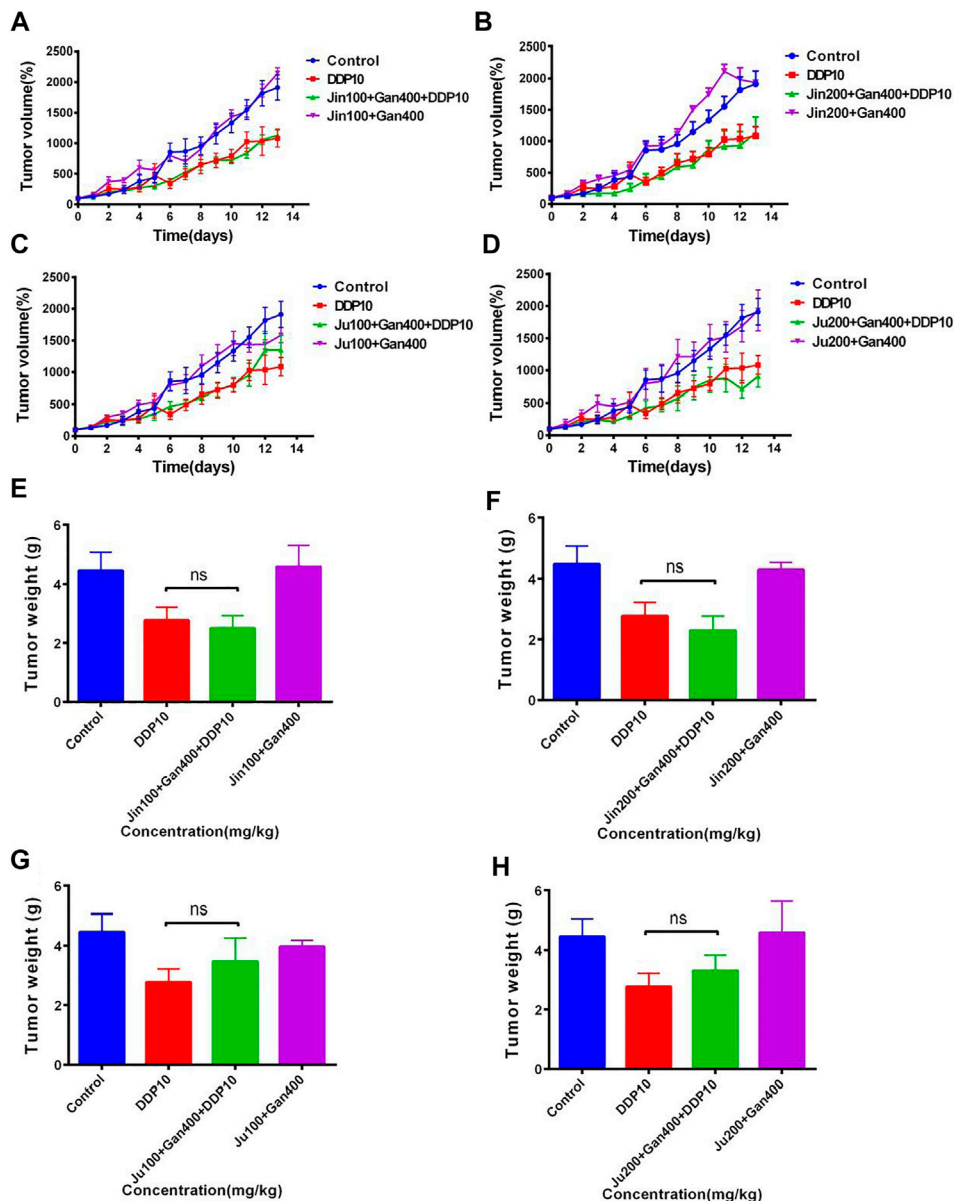 A
Tumor volume(%)
2500
2000
1500
1000
500
0
0 2 4 6 8 10 12 14
Time(days)
Control
DDP10
Jin100+Gan400+DDP10
Jin100+Gan400
B
Tumor volume(%)
2500
2000
1500
1000
500
0
0 2 4 6 8 10 12 14
Time(days)
Control
DDP10
Jin200+Gan400+DDP10
Jin200+Gan400
C
Tumor volume(%)
2500
2000
1500
1000
500
0
0 2 4 6 8 10 12 14
Time(days)
Control
DDP10
Ju100+Gan400+DDP10
Ju100+Gan400
D
Tumor volume(%)
2500
2000
1500
1000
500
0
0 2 4 6 8 10 12 14
Time(days)
Control
DDP10
Ju200+Gan400+DDP10
Ju200+Gan400
E
Tumor weight (g)
6
4
2
0
ns
Control
DDP10
Jin100+Gan400+DDP10
Jin100+Gan400
Concentration(mg/kg)
F
Tumor weight (g)
6
4
2
0
ns
Control
DDP10
Jin200+Gan400+DDP10
Jin200+Gan400
Concentration(mg/kg)
G
Tumor weight (g)
6
4
2
0
ns
Control
DDP10
Ju100+Gan400+DDP10
Ju100+Gan400
Concentration(mg/kg)
H
Tumor weight (g)
6
4
2
0
ns
Control
DDP10
Ju200+Gan400+DDP10
Ju200+Gan400
Concentration(mg/kg)